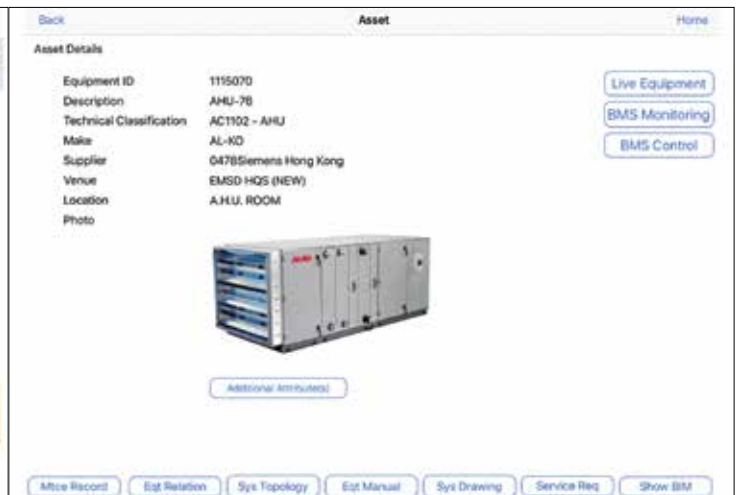 Back Asset Home
Asset Details
Equipment ID 1115070
Description AHU-76
Technical Classification AC1102 - AHU
Make AL-KO
Supplier 0478Siemens Hong Kong
Venue EMSD HQS (NEW)
Location A.H.U. ROOM
Photo
Live Equipment
BMS Monitoring
BMS Control
AL-KO
Additional Attribute(s)
Mtce Record Eqt Relation Sys Topology Eqt Manual Sys Drawing Service Req Show BIM